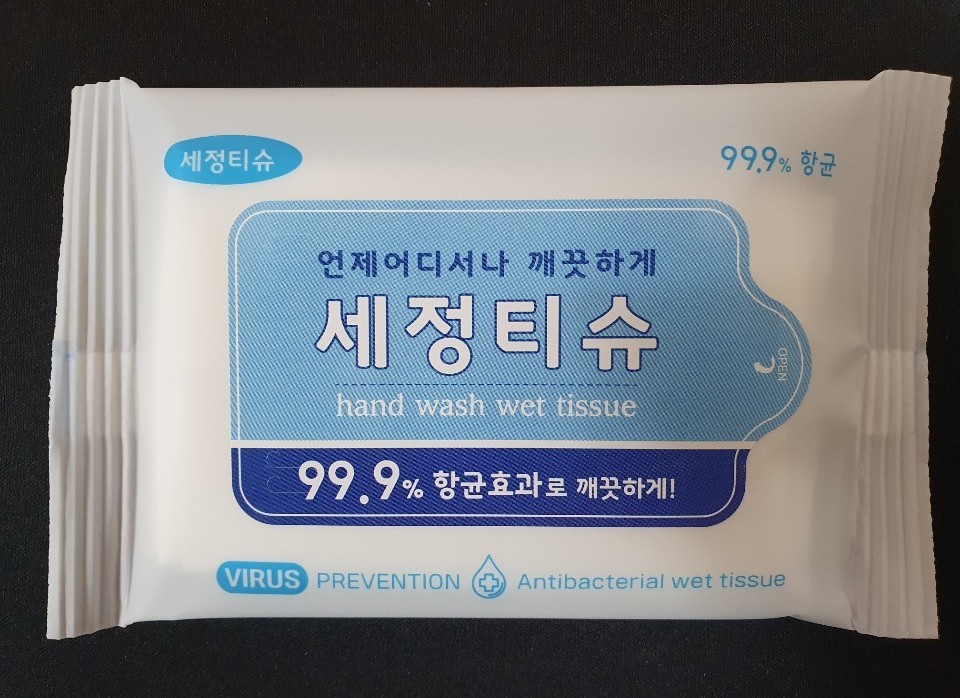 세정티슈
99.9% 항균
언제어디서나 깨끗하게
세정티슈
hand wash wet tissue
OPEN
99.9% 항균효과로 깨끗하게!
VIRUS PREVENTION Antibacterial wet tissue